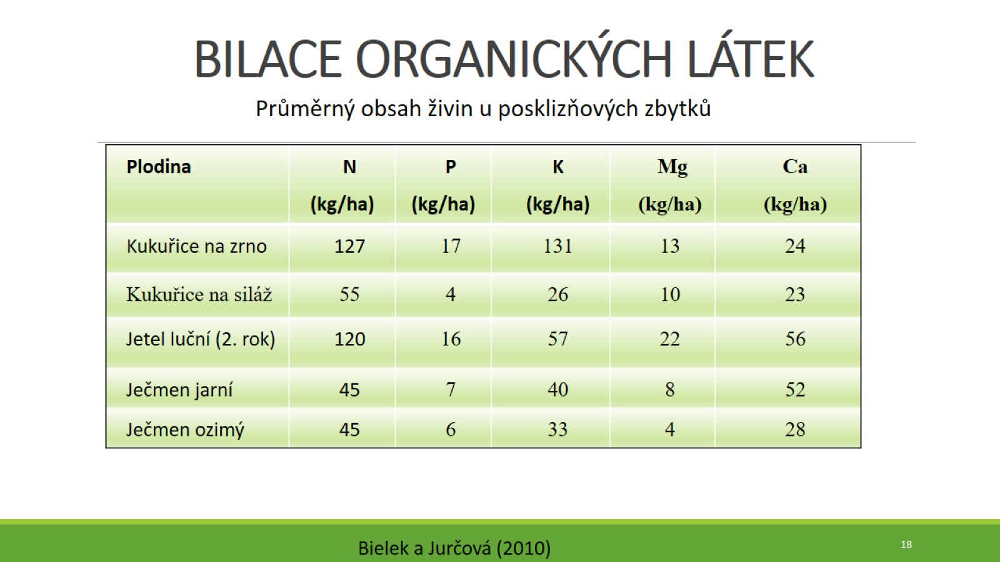 BILACE ORGANICKÝCH LÁTEK
Průměrný obsah živin u posklizňových zbytků
Plodina N P K Mg Ca
(kg/ha) (kg/ha) (kg/ha) (kg/ha) (kg/ha)
Kukuřice na zrno 127 17 131 13 24
Kukuřice na siláž 55 4 26 10 23
Jetel luční (2. rok) 120 16 57 22 56
Ječmen jarní 45 7 40 8 52
Ječmen ozimý 45 6 33 4 28
Bielek a Jurčová (2010)
18